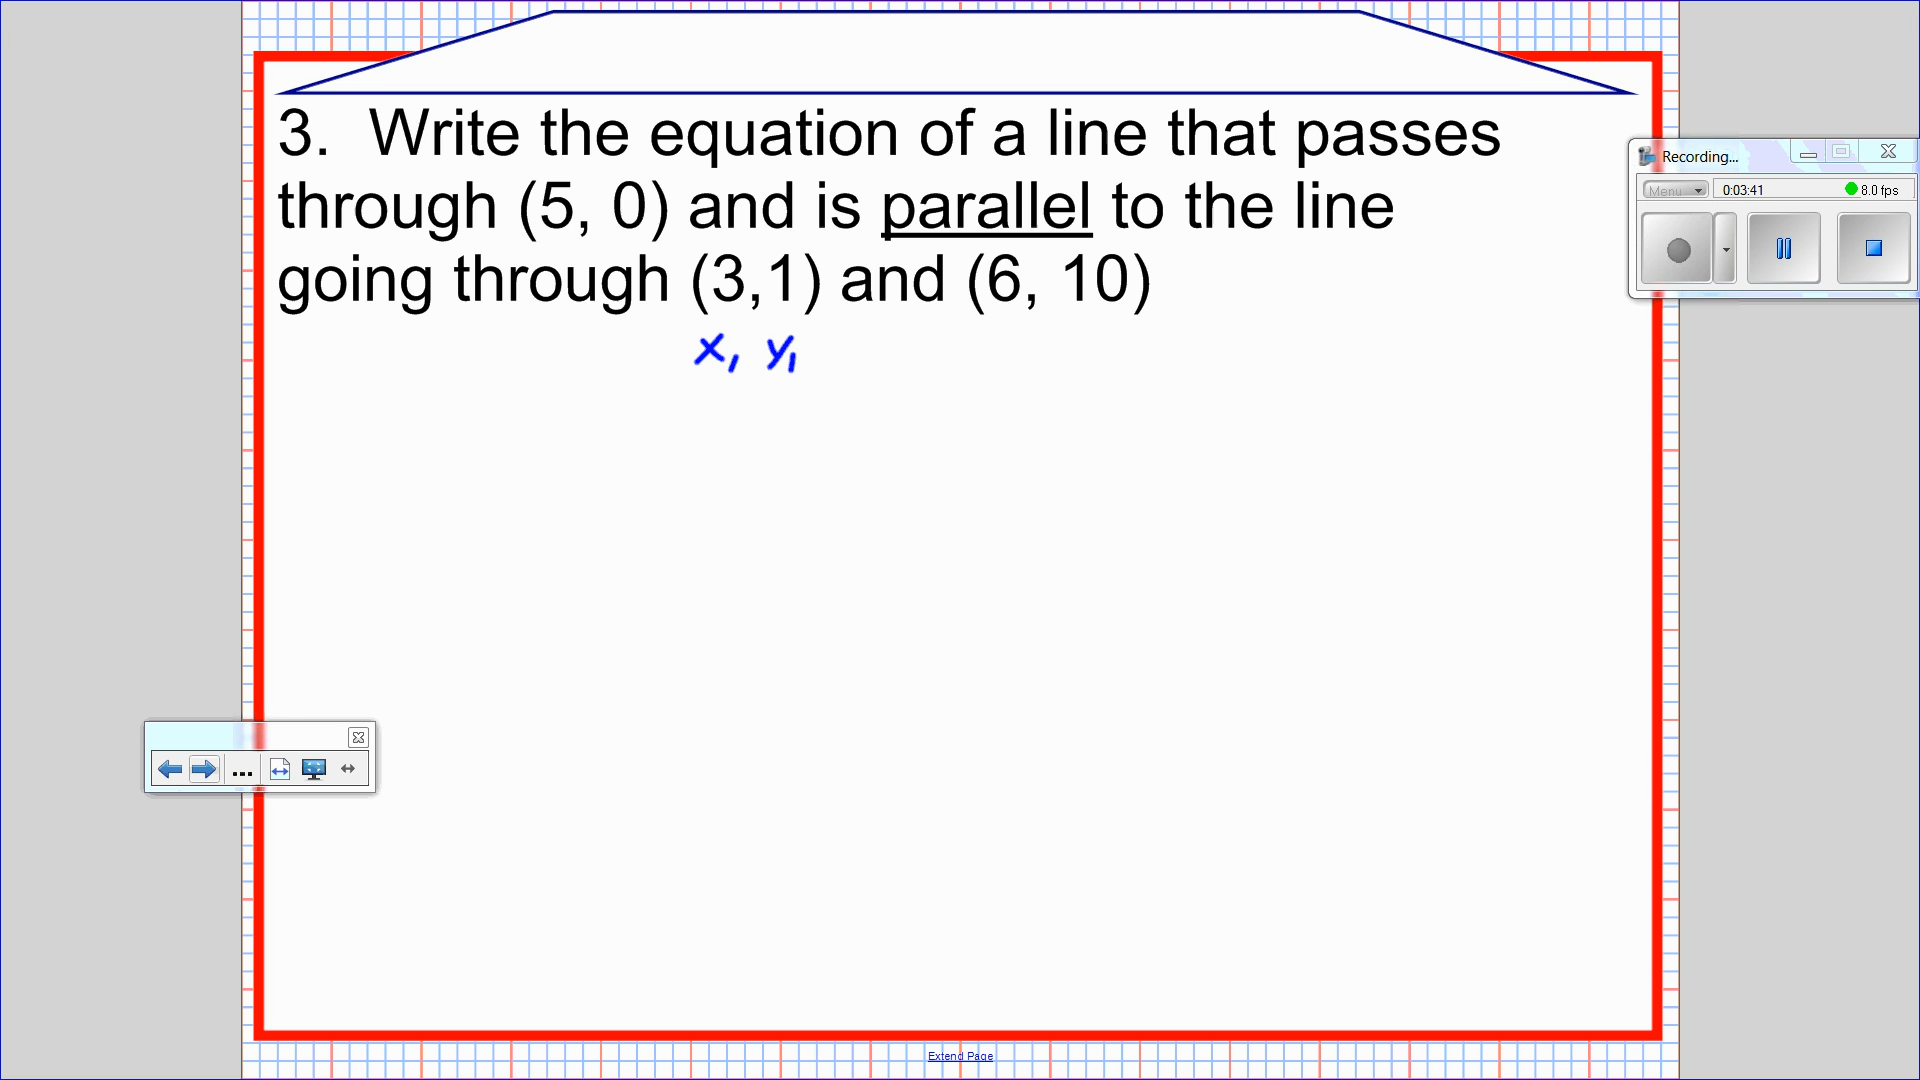 3. Write the equation of a line that passes
through (5, 0) and is parallel to the line
going through (3,1) and (6, 10)
x₁ y₁
Recording...
Menu 0:03:41 8.0 fps
...
Extend Page